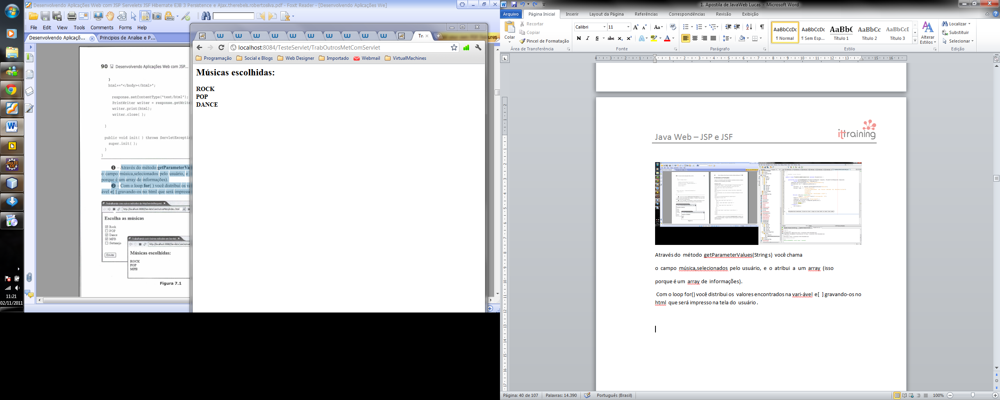 Desenvolvendo Aplicações Web com JSP Servelets JSF Hibernate EJB 3 Persistence e Ajax.therebels.robertosilva.pdf - Foxit Reader - [Desenvolvendo Aplicações We]
File Edit View Tools Comments Forms Help
Desenvolvendo Aplicaçõ...
Principios de Analise e P...
90 Desenvolvendo Aplicações Web com JSP...
}
html+="</body></html>";
response.setContentType("text/html");
PrintWriter writer = response.getWrite
writer.print(html);
writer.close( );
}
public void init( ) throws ServletExcepti
super.init( );
}
}
1 – Através do método getParameterVa
o campo música,selecionados pelo usuário, e
porque é um array de informações).
2 – Com o loop for( ) você distribui os va
ável e[ ] gravando-os no html que será impresso
Trabalhando com outros métodos da HttpServletRequest
http://localhost:8080/ServletsComOutrosMets/index.html
Escolha as músicas
Rock
POP
Dance
MPB
Sertanejo
Enviar
Trabalhando com Outros métodos em Servlet
http://localhost:8080/ServletsComOutro
Músicas escolhidas:
ROCK
POP
MPB
Figura 7.1
11:21
02/11/2011
Tra
localhost:8084/TesteServlet/TrabOutrosMetComServlet
Programação Social e Blogs Web Designer Importado Webmail VirtualMachines
Músicas escolhidas:
ROCK
POP
DANCE
1. Apostila de JavaWeb Lucas - Microsoft Word
Arquivo Página Inicial Inserir Layout da Página Referências Correspondências Revisão Exibição
Colar
Recortar
Copiar
Pincel de Formatação
Área de Transferência
Calibri 11
Fonte
Parágrafo
AaBbCcDc AaBbCcDc AaBbC AaBbCc AaBbCcI
¶ Normal ¶ Sem Esp... Título 1 Título 2 Título 3
Alterar
Estilos
Estilo
Localizar
Substituir
Selecionar
Edição
Java Web – JSP e JSF
ittraining
Através do método getParameterValues(String s) você chama
o campo música,selecionados pelo usuário, e o atribui a um array (isso
porque é um array de informações).
Com o loop for() você distribui os valores encontrados na vari-ável e[ ] gravando-os no
html que será impresso na tela do usuário .
Página: 40 de 107 Palavras: 14.390 Português (Brasil) 100%